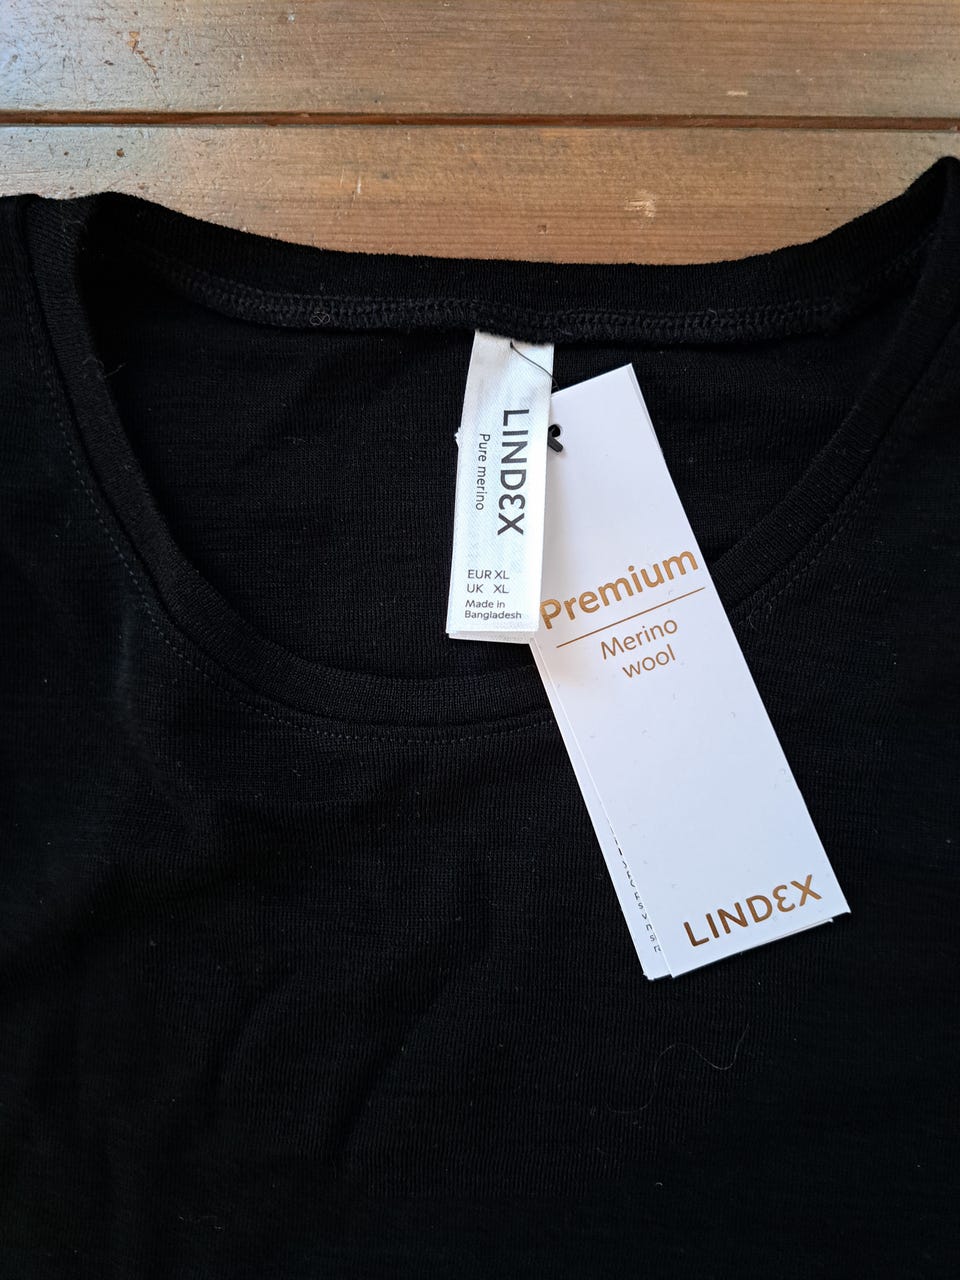 LINDEX
Pure merino
EUR XL
UK XL
Made in
Bangladesh
Premium
Merino
wool
LINDEX